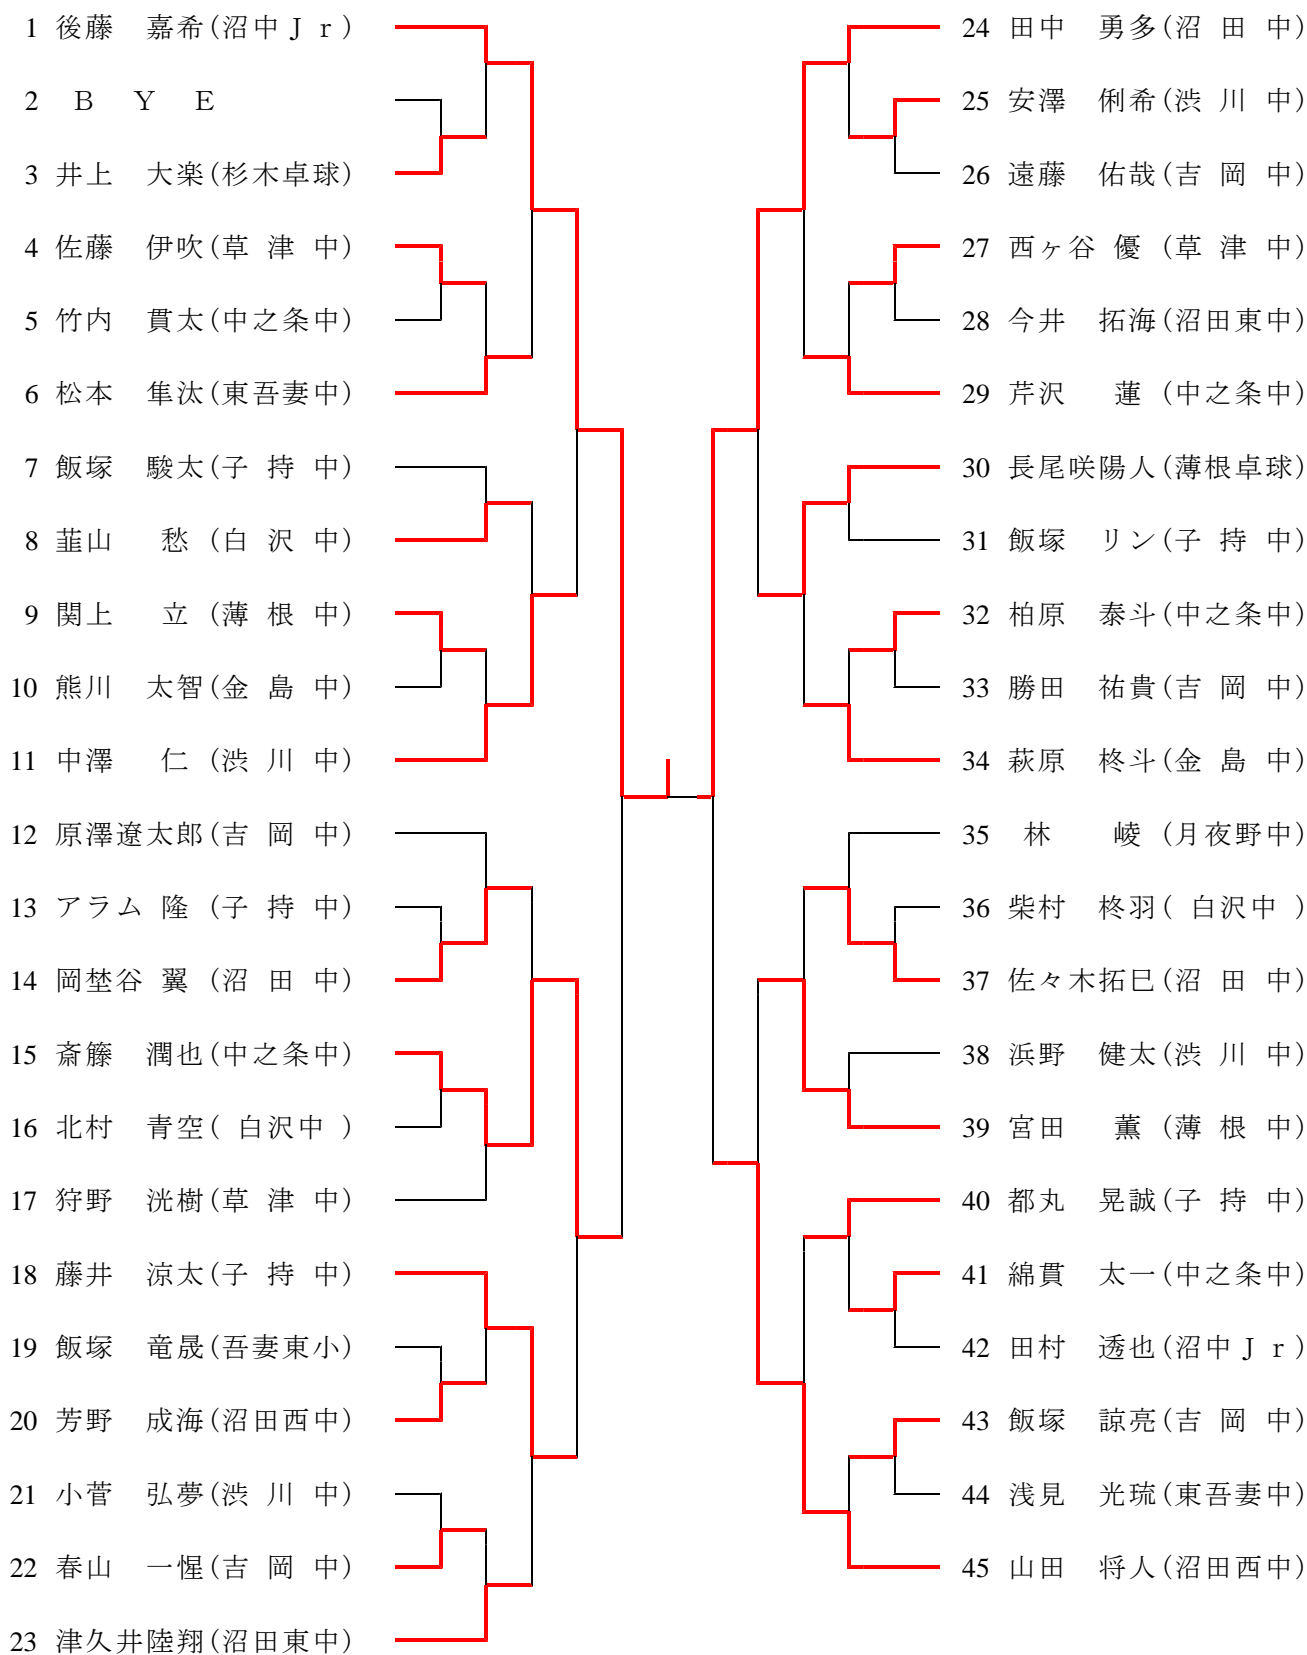 1 後藤　嘉希(沼中Ｊｒ)
2 Ｂ　Ｙ　Ｅ
3 井上　大楽(杉木卓球)
4 佐藤　伊吹(草 津 中)
5 竹内　貫太(中之条中)
6 松本　隼汰(東吾妻中)
7 飯塚　駿太(子 持 中)
8 韮山　愁 (白 沢 中)
9 関上　立 (薄 根 中)
10 熊川　太智(金 島 中)
11 中澤　仁 (渋 川 中)
12 原澤遼太郎(吉 岡 中)
13 アラム 隆 (子 持 中)
14 岡埜谷 翼 (沼 田 中)
15 斎籐　潤也(中之条中)
16 北村　青空( 白沢中 )
17 狩野　洸樹(草 津 中)
18 藤井　涼太(子 持 中)
19 飯塚　竜晟(吾妻東小)
20 芳野　成海(沼田西中)
21 小菅　弘夢(渋 川 中)
22 春山　一惺(吉 岡 中)
23 津久井陸翔(沼田東中)
24 田中　勇多(沼 田 中)
25 安澤　俐希(渋 川 中)
26 遠藤　佑哉(吉 岡 中)
27 西ヶ谷 優 (草 津 中)
28 今井　拓海(沼田東中)
29 芹沢　蓮 (中之条中)
30 長尾咲陽人(薄根卓球)
31 飯塚　リン(子 持 中)
32 柏原　泰斗(中之条中)
33 勝田　祐貴(吉 岡 中)
34 萩原　柊斗(金 島 中)
35 林　崚 (月夜野中)
36 柴村　柊羽( 白沢中 )
37 佐々木拓巳(沼 田 中)
38 浜野　健太(渋 川 中)
39 宮田　薫 (薄 根 中)
40 都丸　晃誠(子 持 中)
41 綿貫　太一(中之条中)
42 田村　透也(沼中Ｊｒ)
43 飯塚　諒亮(吉 岡 中)
44 浅見　光琉(東吾妻中)
45 山田　将人(沼田西中)